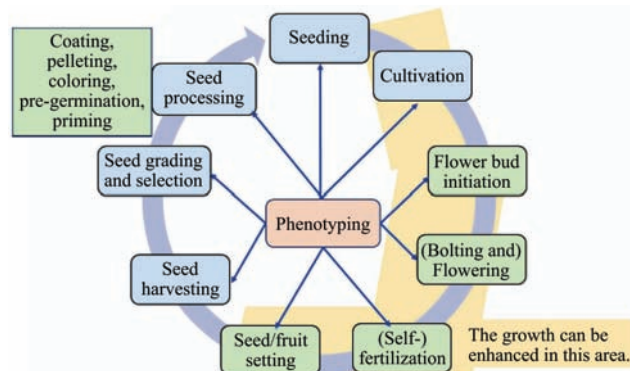 Coating,
pelleting,
coloring,
pre-germination,
priming
Seeding
Seed
processing
Cultivation
Seed grading
and selection
Flower bud
initiation
Phenotyping
(Bolting and)
Flowering
Seed
harvesting
Seed/fruit
setting
(Self-)
fertilization
The growth can be
enhanced in this area.